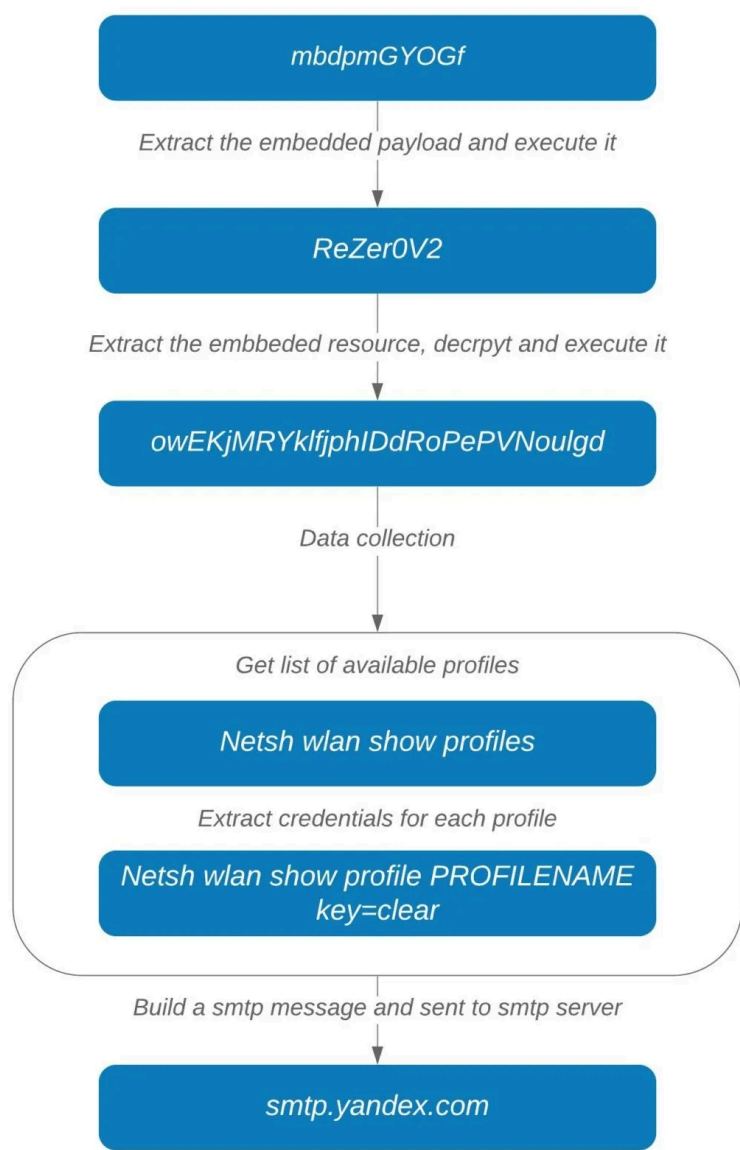 mbdpmGYOGf
Extract the embedded payload and execute it
ReZer0V2
Extract the embbeded resource, decrpyt and execute it
owEKjMRYklfjphIDdRoPePVNoulgd
Data collection
Get list of available profiles
Netsh wlan show profiles
Extract credentials for each profile
Netsh wlan show profile PROFILENAME
key=clear
Build a smtp message and sent to smtp server
smtp.yandex.com